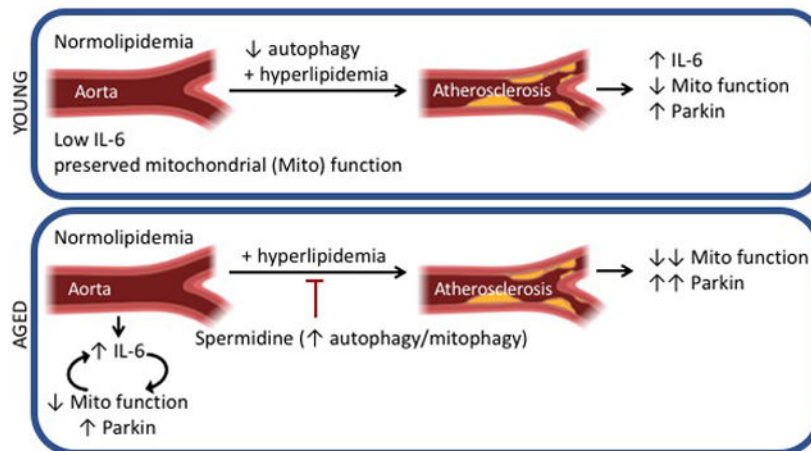 YOUNG
Normolipidemia
Aorta
Low IL-6
preserved mitochondrial (Mito) function
↓ autophagy
+ hyperlipidemia
Atherosclerosis
↑ IL-6
↓ Mito function
↑ Parkin
AGED
Normolipidemia
Aorta
↑ IL-6
↓ Mito function
↑ Parkin
+ hyperlipidemia
Spermidine (↑ autophagy/mitophagy)
Atherosclerosis
↓↓ Mito function
↑↑ Parkin